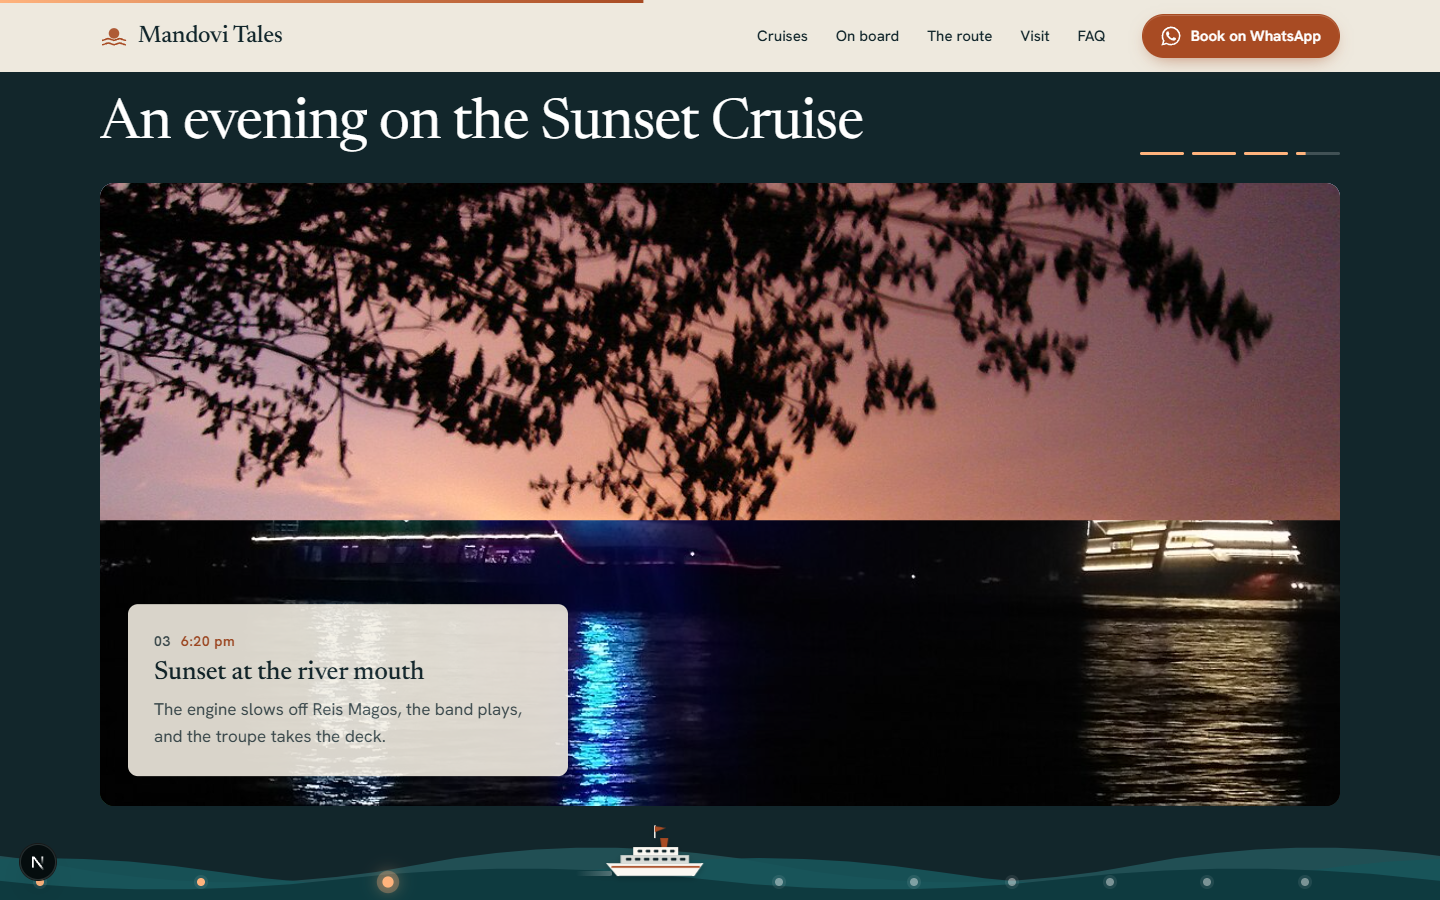 Mandovi Tales
Cruises
On board
The route
Visit
FAQ
Book on WhatsApp
An evening on the Sunset Cruise
03 6:20 pm
Sunset at the river mouth
The engine slows off Reis Magos, the band plays,
and the troupe takes the deck.
N